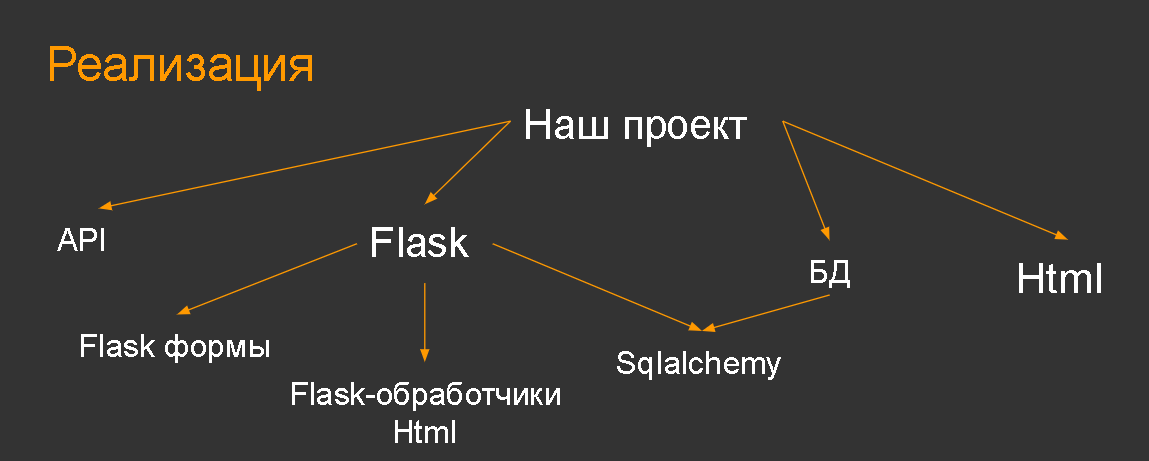 Реализация
Наш проект
API
Flask
БД
Html
Flask формы
Sqlalchemy
Flask-обработчики
Html